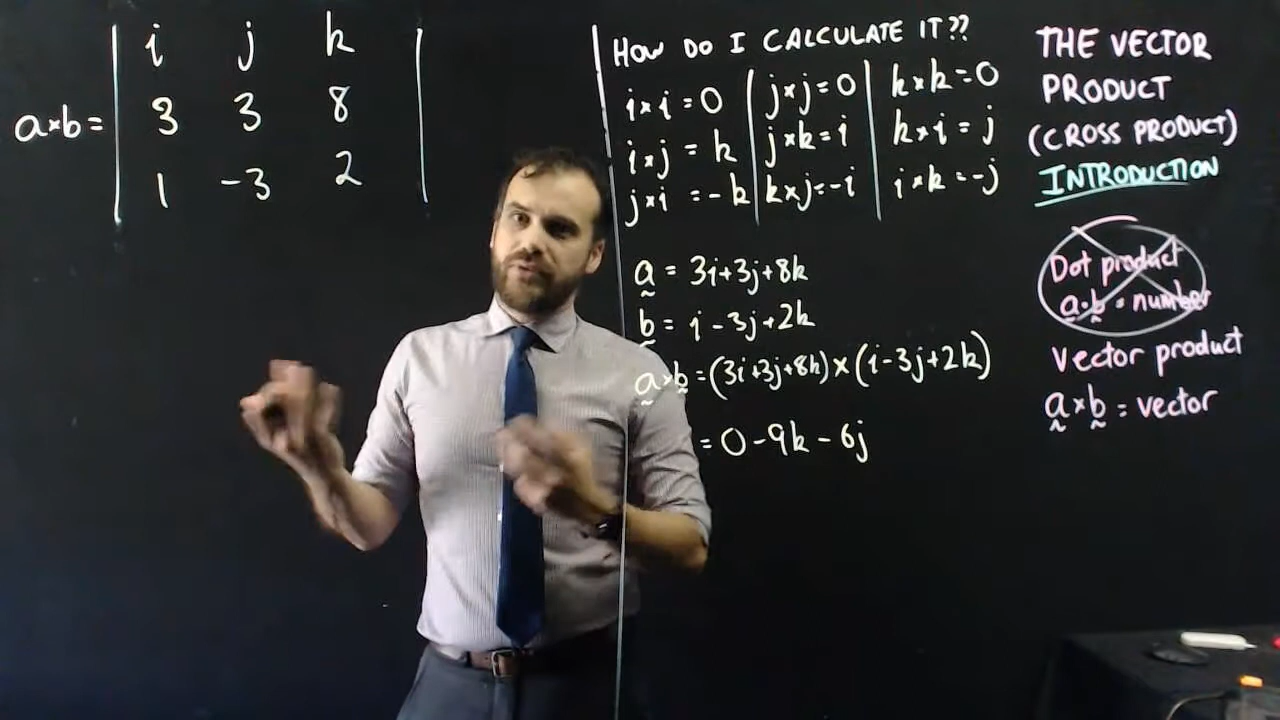 i j k
a×b = 3 3 8
1 -3 2
HOW DO I CALCULATE IT??
i×i = 0 j×j = 0 k×k = 0
i×j = k j×k = i k×i = j
j×i = -k k×j = -i i×k = -j
a = 3i+3j+8k
b = i - 3j+2k
a×b = (3i+3j+8k)×(i-3j+2k)
= 0 - 9k - 6j
THE VECTOR
PRODUCT
(CROSS PRODUCT)
INTRODUCTION
Dot product
a·b = number
Vector product
a×b = vector